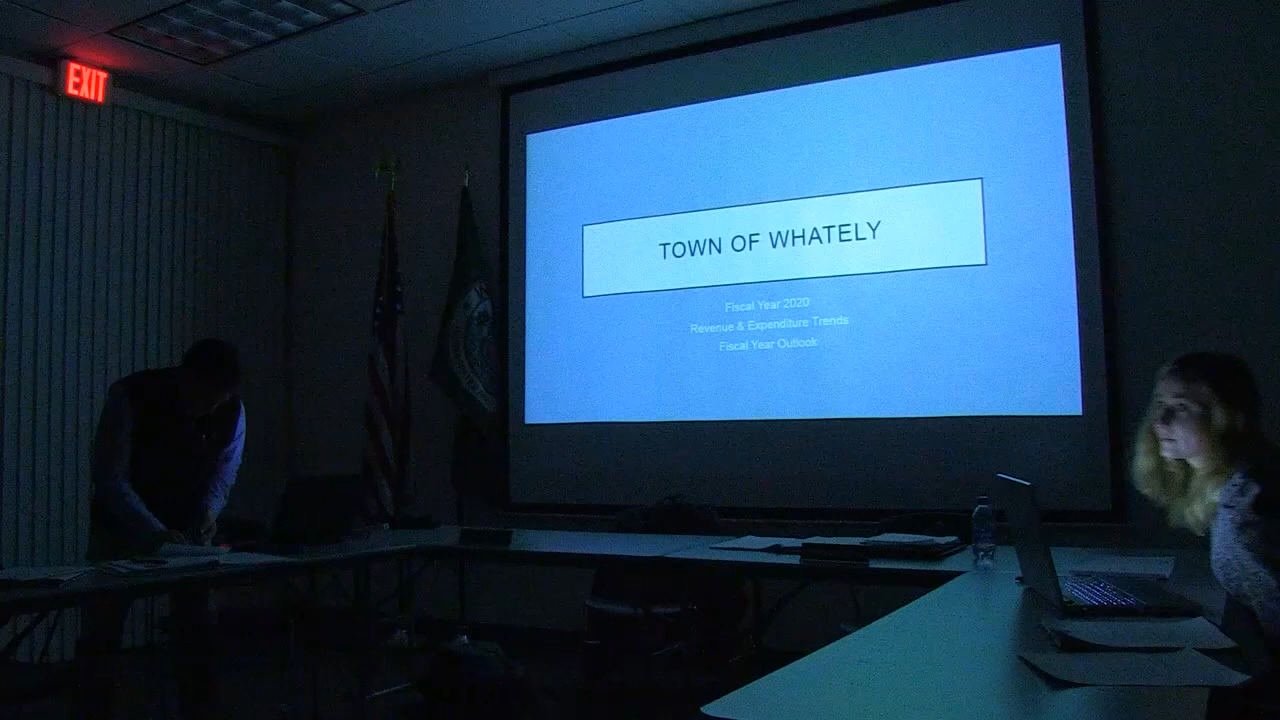 EXIT
TOWN OF WHATELY
Fiscal Year 2020
Revenue & Expenditure Trends
Fiscal Year Outlook